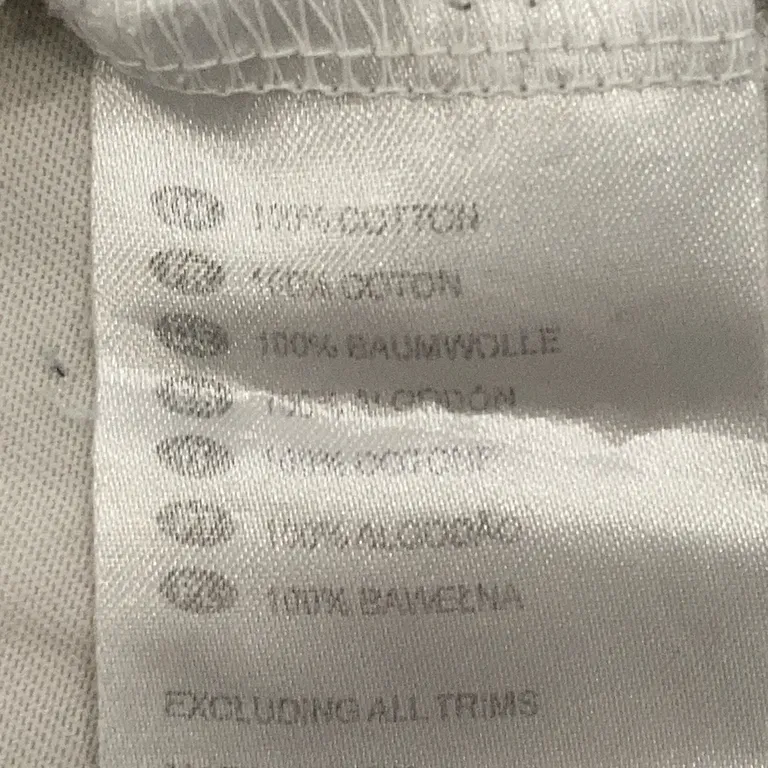 100% COTTON
100% COTON
100% BAUMWOLLE
100% ALGODÓN
100% COTONE
100% ALGODÃO
100% BAWEŁNA
EXCLUDING ALL TRIMS